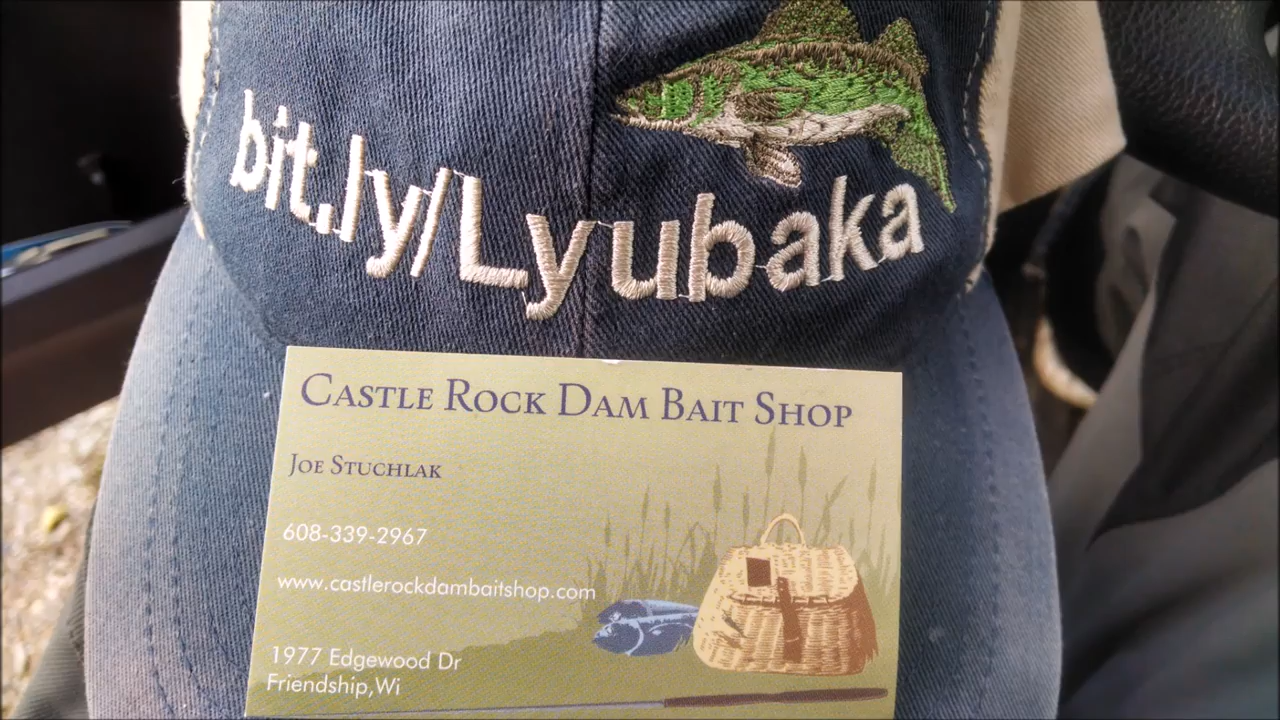 bit.ly/Lyubaka
Castle Rock Dam Bait Shop
Joe Stuchlak
608-339-2967
www.castlerockdambaitshop.com
1977 Edgewood Dr
Friendship,Wi